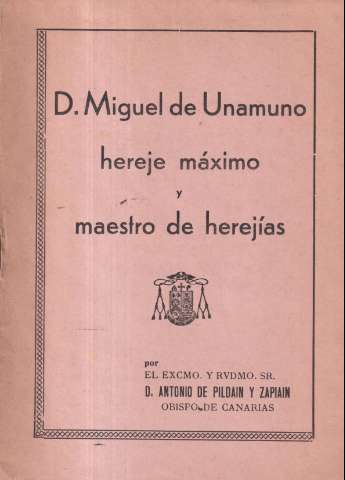 D. Miguel de Unamuno
hereje máximo
y
maestro de herejías
por
EL EXCMO. Y RVDMO. SR.
D. ANTONIO DE PILDAIN Y ZAPIAIN
OBISPO DE CANARIAS